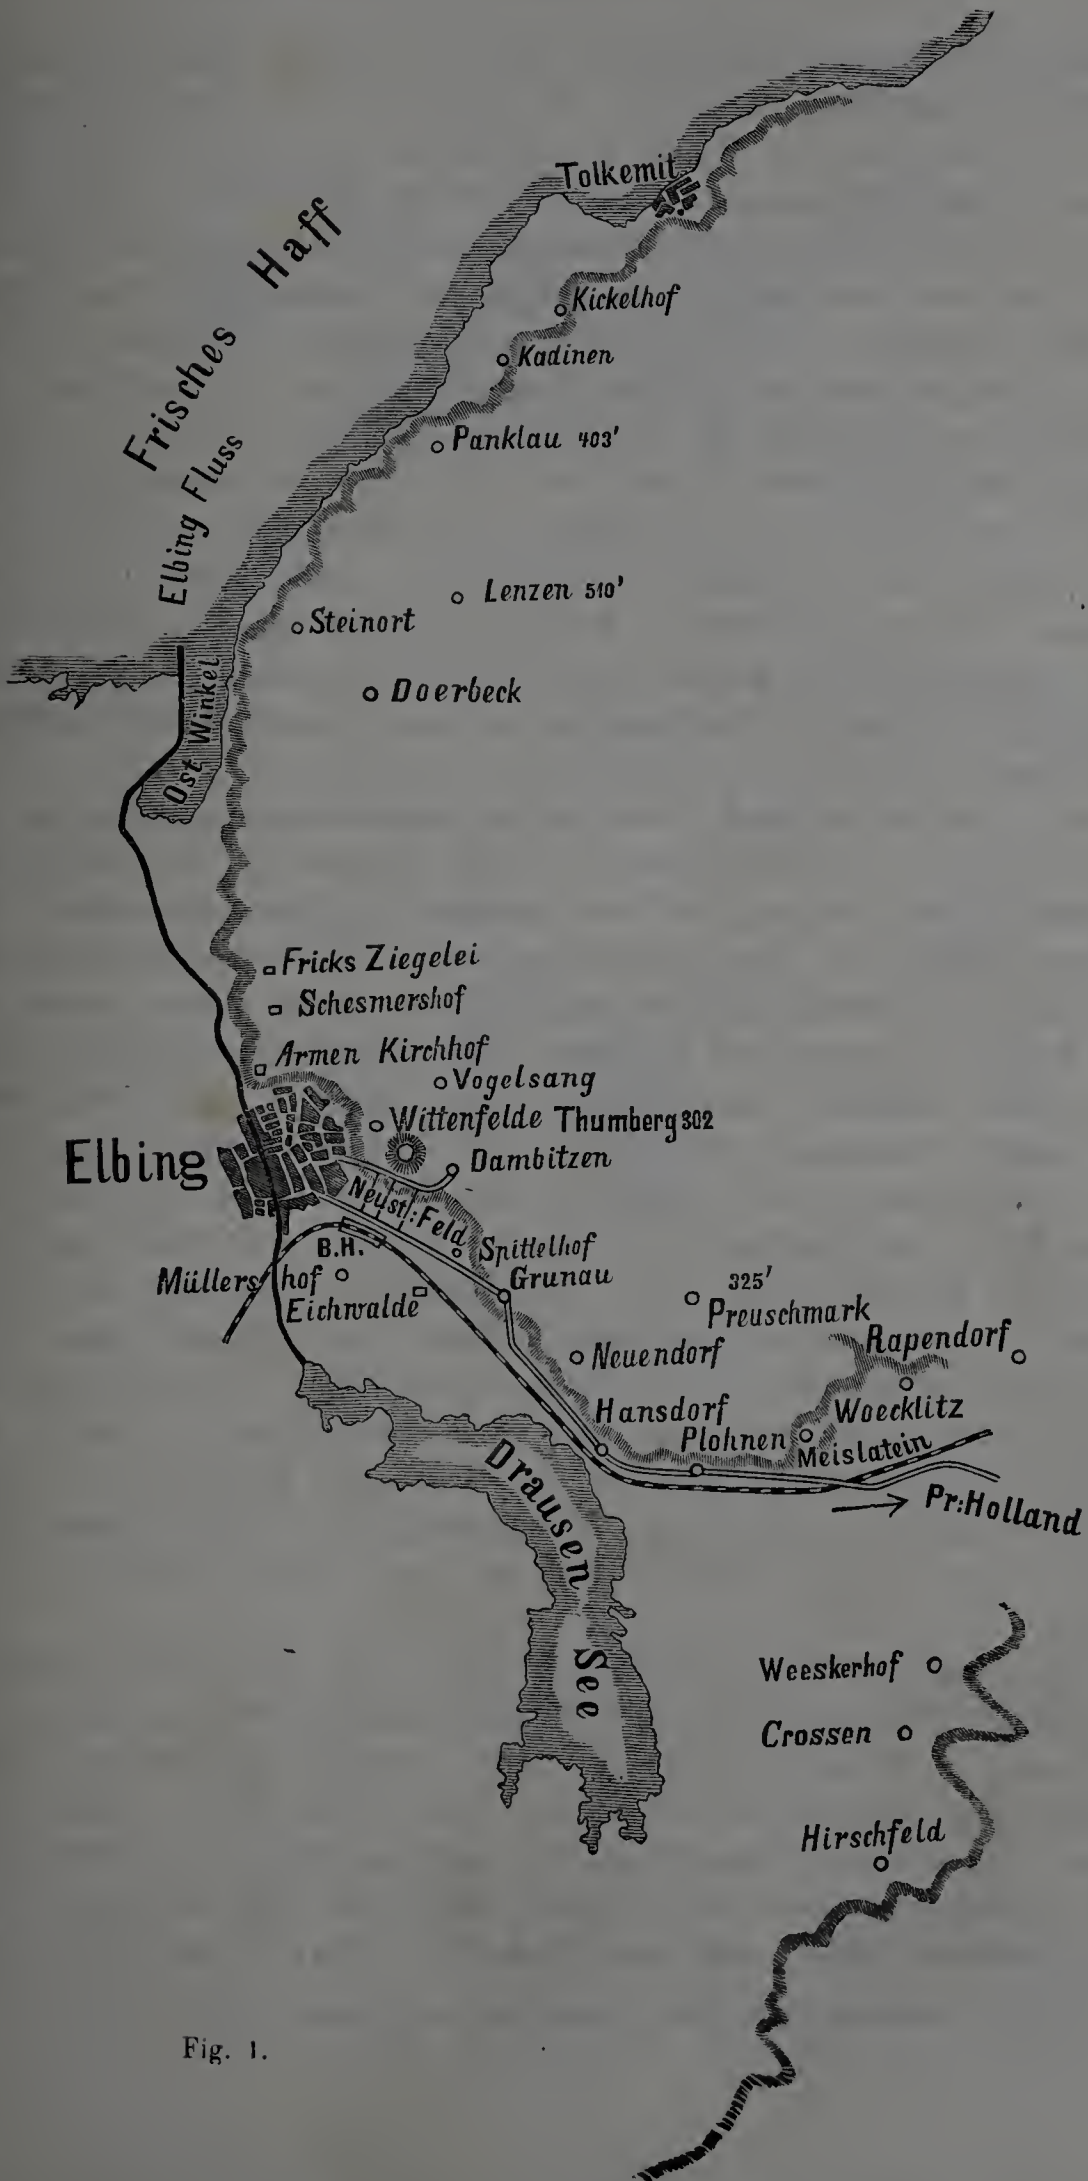 Tolkemit
Frisches Haff
Kickelhof
Kadinen
Elbing Fluss
Panklau 403'
Lenzen 510'
Steinort
Doerbeck
Ost Winkel
Fricks Ziegelei
Schesmershof
Armen Kirchhof
Vogelsang
Wittenfelde Thumberg 302
Elbing
Dambitzen
Neust: Feld
Spittelhof
B.H.
Müllers hof
Grunau
Eichwalde
325'
Preuschmark
Rapendorf
Neuendorf
Hansdorf
Woecklitz
Plohnen
Meislatein
Drausen See
Pr: Holland
Weeskerhof
Crossen
Hirschfeld
Fig. 1.